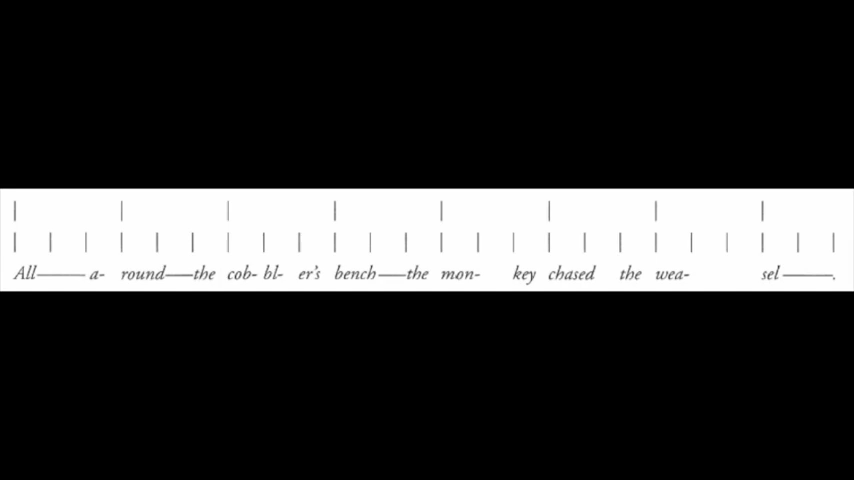 All——— a- round——the cob- bl- er's bench——the mon- key chased the wea- sel ———.